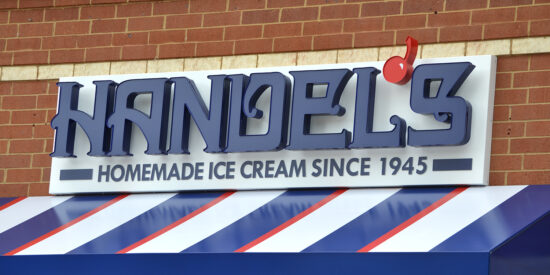 HANDEL'S
HOMEMADE ICE CREAM SINCE 1945